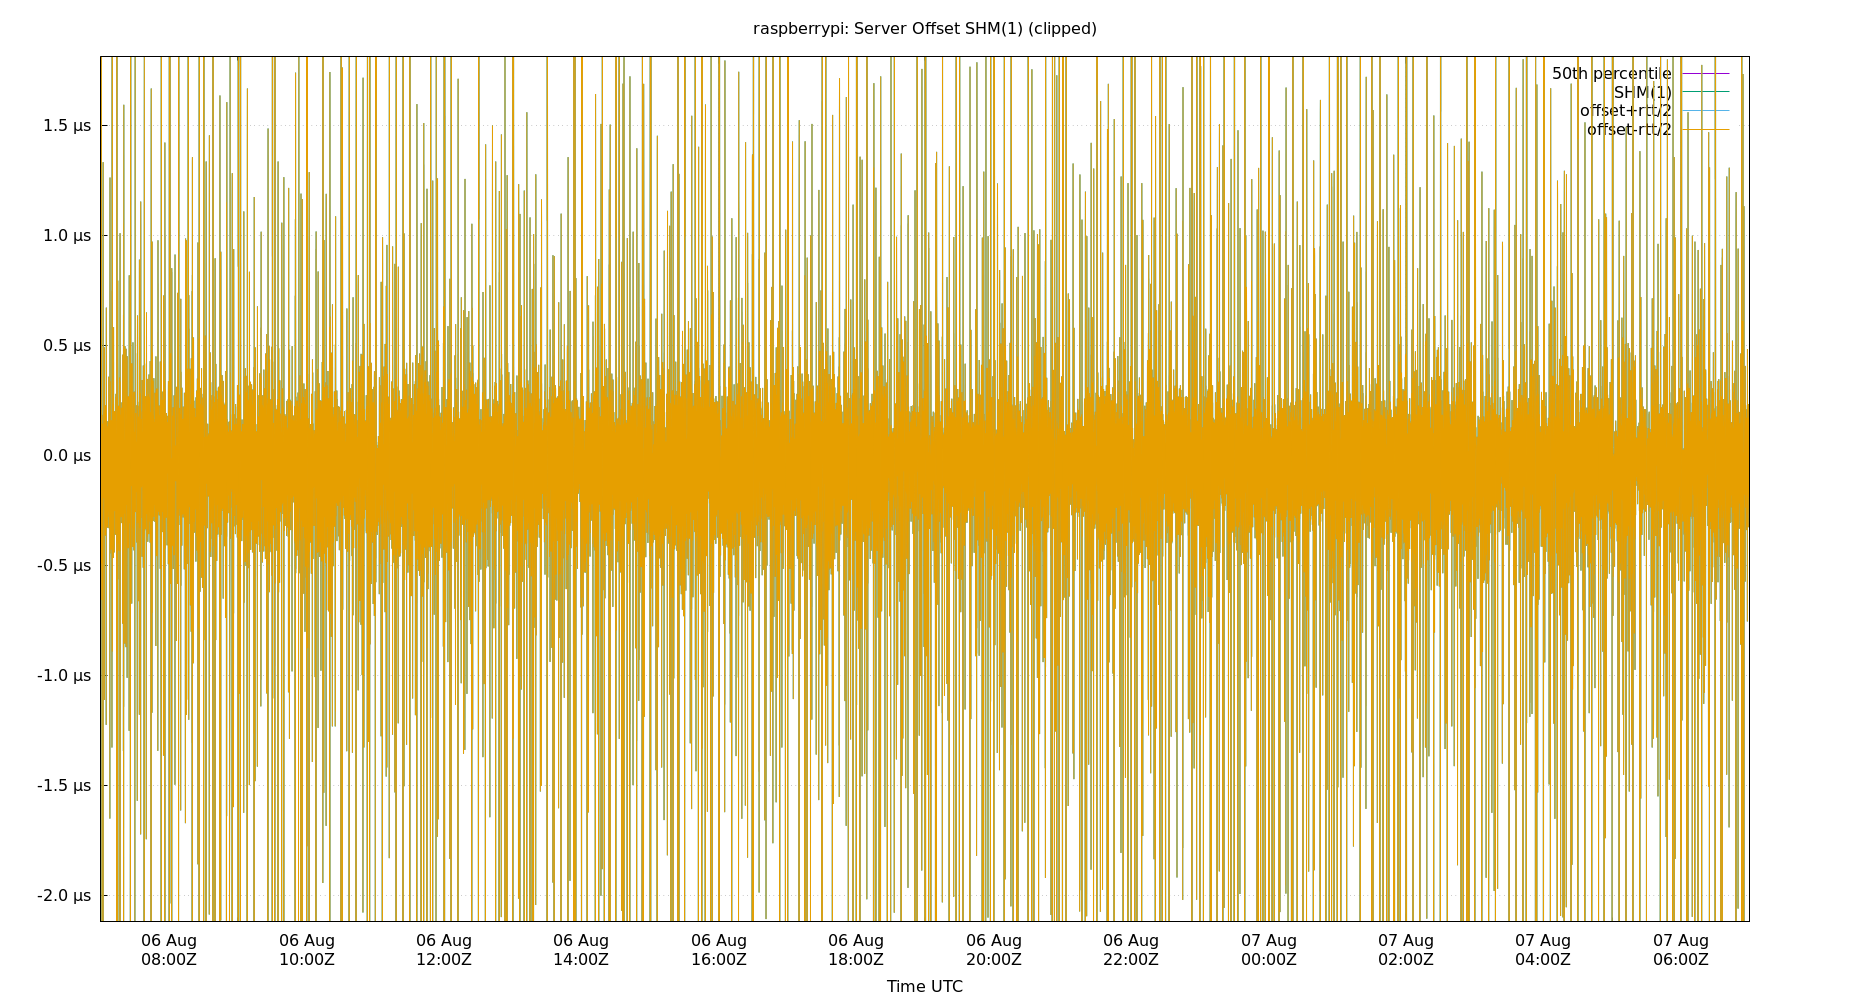 raspberrypi: Server Offset SHM(1) (clipped)
50th percentile
SHM(1)
offset+rtt/2
offset-rtt/2
1.5 µs
1.0 µs
0.5 µs
0.0 µs
-0.5 µs
-1.0 µs
-1.5 µs
-2.0 µs
06 Aug 06 Aug 06 Aug 06 Aug 06 Aug 06 Aug 06 Aug 06 Aug 07 Aug 07 Aug 07 Aug 07 Aug
08:00Z 10:00Z 12:00Z 14:00Z 16:00Z 18:00Z 20:00Z 22:00Z 00:00Z 02:00Z 04:00Z 06:00Z
Time UTC